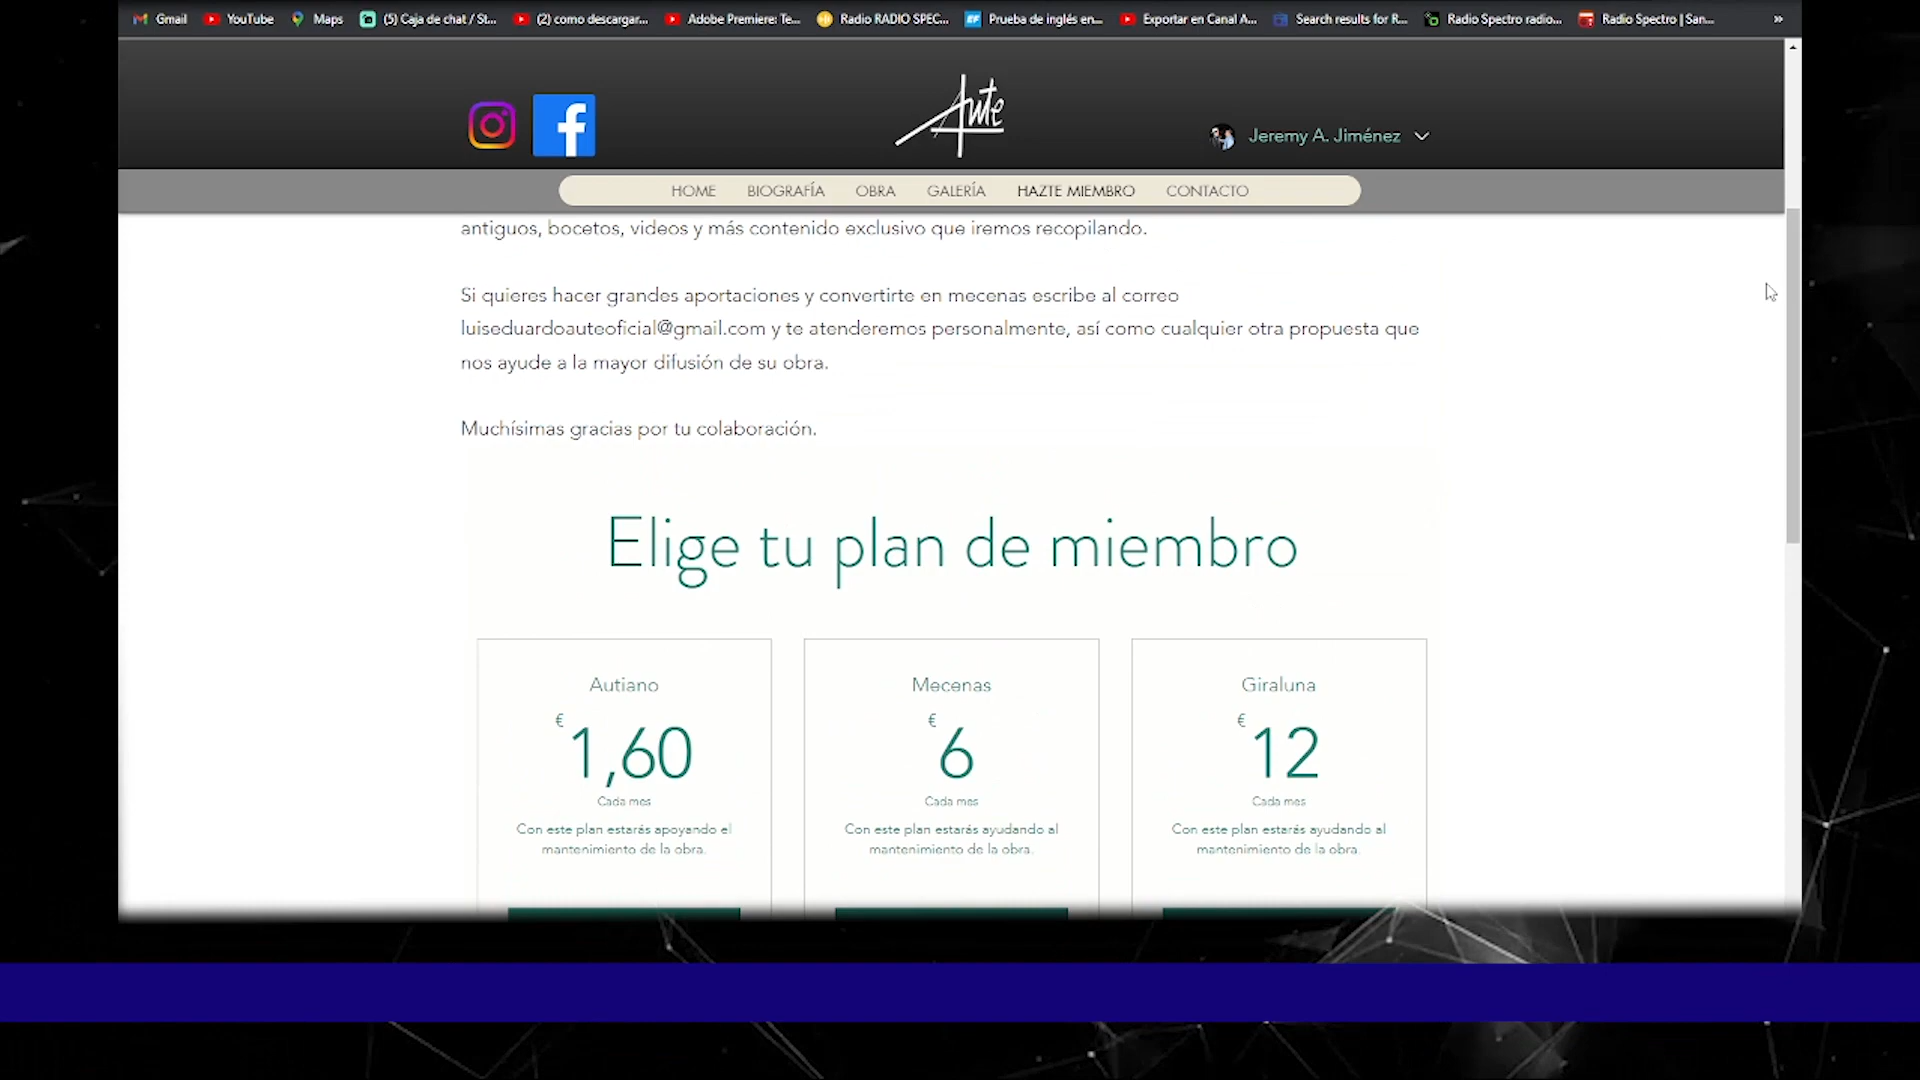 Gmail YouTube Maps (5) Caja de chat / St... (2) como descargar... Adobe Premiere: Te... Radio RADIO SPEC... Prueba de inglés en... Exportar en Canal A... Search results for R... Radio Spectro radio... Radio Spectro | San... »
Aute
Jeremy A. Jiménez
HOME BIOGRAFÍA OBRA GALERÍA HAZTE MIEMBRO CONTACTO
antiguos, bocetos, videos y más contenido exclusivo que iremos recopilando.
Si quieres hacer grandes aportaciones y convertirte en mecenas escribe al correo
luiseduardoauteoficial@gmail.com y te atenderemos personalmente, así como cualquier otra propuesta que
nos ayude a la mayor difusión de su obra.
Muchísimas gracias por tu colaboración.
Elige tu plan de miembro
Autiano
€ 1,60
Cada mes
Con este plan estarás apoyando el
mantenimiento de la obra.
Mecenas
€ 6
Cada mes
Con este plan estarás ayudando al
mantenimiento de la obra.
Giraluna
€ 12
Cada mes
Con este plan estarás ayudando al
mantenimiento de la obra.